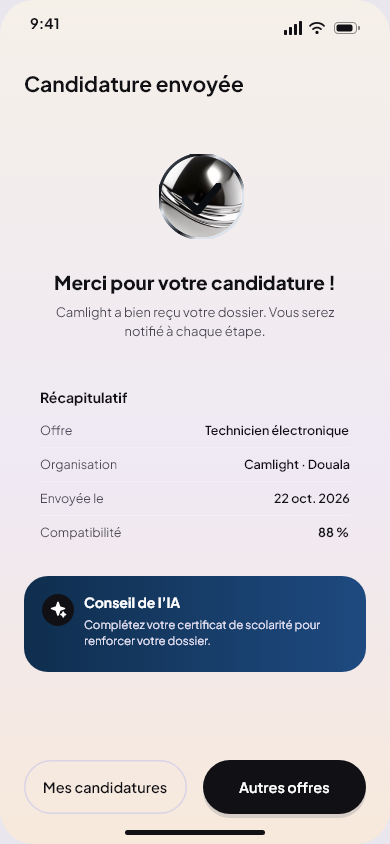 9:41
Candidature envoyée
Merci pour votre candidature !
Camlight a bien reçu votre dossier. Vous serez
notifié à chaque étape.
Récapitulatif
Offre Technicien électronique
Organisation Camlight · Douala
Envoyée le 22 oct. 2026
Compatibilité 88 %
Conseil de l'IA
Complétez votre certificat de scolarité pour
renforcer votre dossier.
Mes candidatures Autres offres